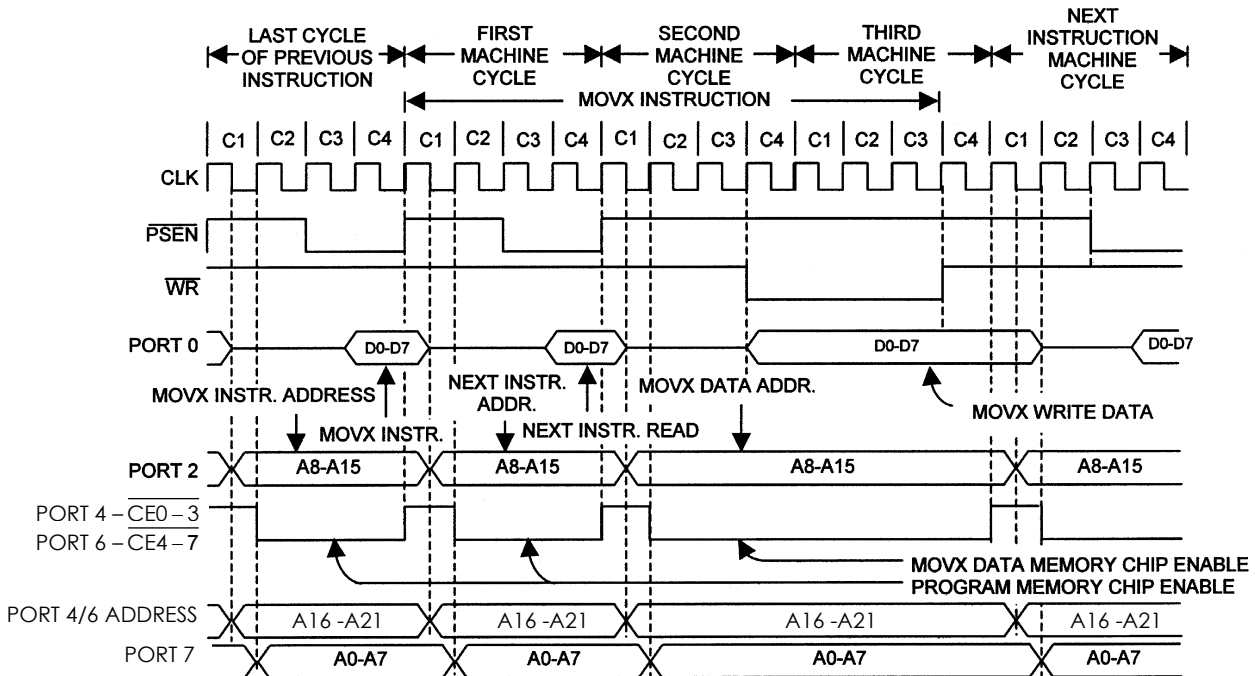 LAST CYCLE
OF PREVIOUS
INSTRUCTION
FIRST
MACHINE
CYCLE
SECOND
MACHINE
CYCLE
THIRD
MACHINE
CYCLE
NEXT
INSTRUCTION
MACHINE
CYCLE
MOVX INSTRUCTION
C1 C2 C3 C4 C1 C2 C3 C4 C1 C2 C3 C4 C1 C2 C3 C4 C1 C2 C3 C4
CLK
PSEN
WR
PORT 0 D0-D7 D0-D7 D0-D7 D0-D7
MOVX INSTR. ADDRESS
MOVX INSTR.
NEXT INSTR.
ADDR.
NEXT INSTR. READ
MOVX DATA ADDR.
MOVX WRITE DATA
PORT 2 A8-A15 A8-A15 A8-A15 A8-A15
PORT 4 – CE0 – 3
PORT 6 – CE4 – 7
MOVX DATA MEMORY CHIP ENABLE
PROGRAM MEMORY CHIP ENABLE
PORT 4/6 ADDRESS A16 -A21 A16 -A21 A16 -A21 A16 -A21
PORT 7 A0-A7 A0-A7 A0-A7 A0-A7